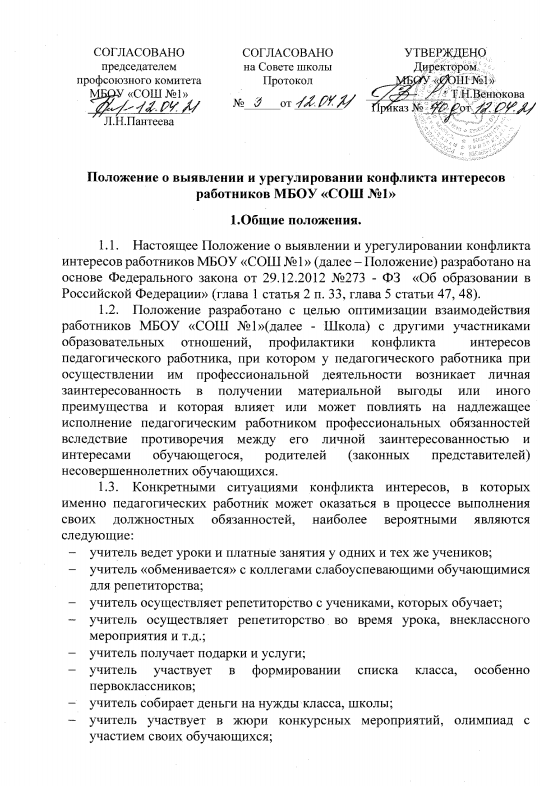 СОГЛАСОВАНО
председателем
профсоюзного комитета
МБОУ «СОШ №1»
12.04.21
Л.Н.Пантеева
СОГЛАСОВАНО
на Совете школы
Протокол
№ 3 от 12.04.21
УТВЕРЖДЕНО
Директором
МБОУ «СОШ №1»
Т.Н.Венюкова
Приказ № от 12.04.21
Положение о выявлении и урегулировании конфликта интересов
работников МБОУ «СОШ №1»
1.Общие положения.
1.1. Настоящее Положение о выявлении и урегулировании конфликта
интересов работников МБОУ «СОШ №1» (далее – Положение) разработано на
основе Федерального закона от 29.12.2012 №273 - ФЗ «Об образовании в
Российской Федерации» (глава 1 статья 2 п. 33, глава 5 статьи 47, 48).
1.2. Положение разработано с целью оптимизации взаимодействия
работников МБОУ «СОШ №1»(далее - Школа) с другими участниками
образовательных отношений, профилактики конфликта интересов
педагогического работника, при котором у педагогического работника при
осуществлении им профессиональной деятельности возникает личная
заинтересованность в получении материальной выгоды или иного
преимущества и которая влияет или может повлиять на надлежащее
исполнение педагогическим работником профессиональных обязанностей
вследствие противоречия между его личной заинтересованностью и
интересами обучающегося, родителей (законных представителей)
несовершеннолетних обучающихся.
1.3. Конкретными ситуациями конфликта интересов, в которых
именно педагогических работник может оказаться в процессе выполнения
своих должностных обязанностей, наиболее вероятными являются
следующие:
– учитель ведет уроки и платные занятия у одних и тех же учеников;
– учитель «обменивается» с коллегами слабоуспевающими обучающимися
для репетиторства;
– учитель осуществляет репетиторство с учениками, которых обучает;
– учитель осуществляет репетиторство во время урока, внеклассного
мероприятия и т.д.;
– учитель получает подарки и услуги;
– учитель участвует в формировании списка класса, особенно
первоклассников;
– учитель собирает деньги на нужды класса, школы;
– учитель участвует в жюри конкурсных мероприятий, олимпиад с
участием своих обучающихся;